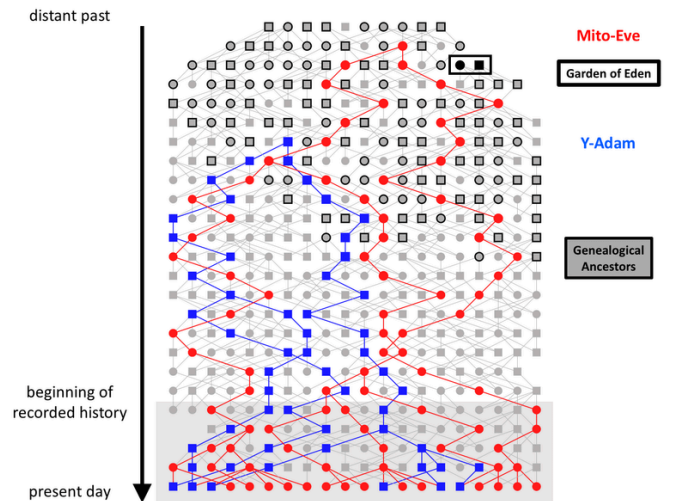 distant past
Mito-Eve
Garden of Eden
Y-Adam
Genealogical
Ancestors
beginning of
recorded history
present day